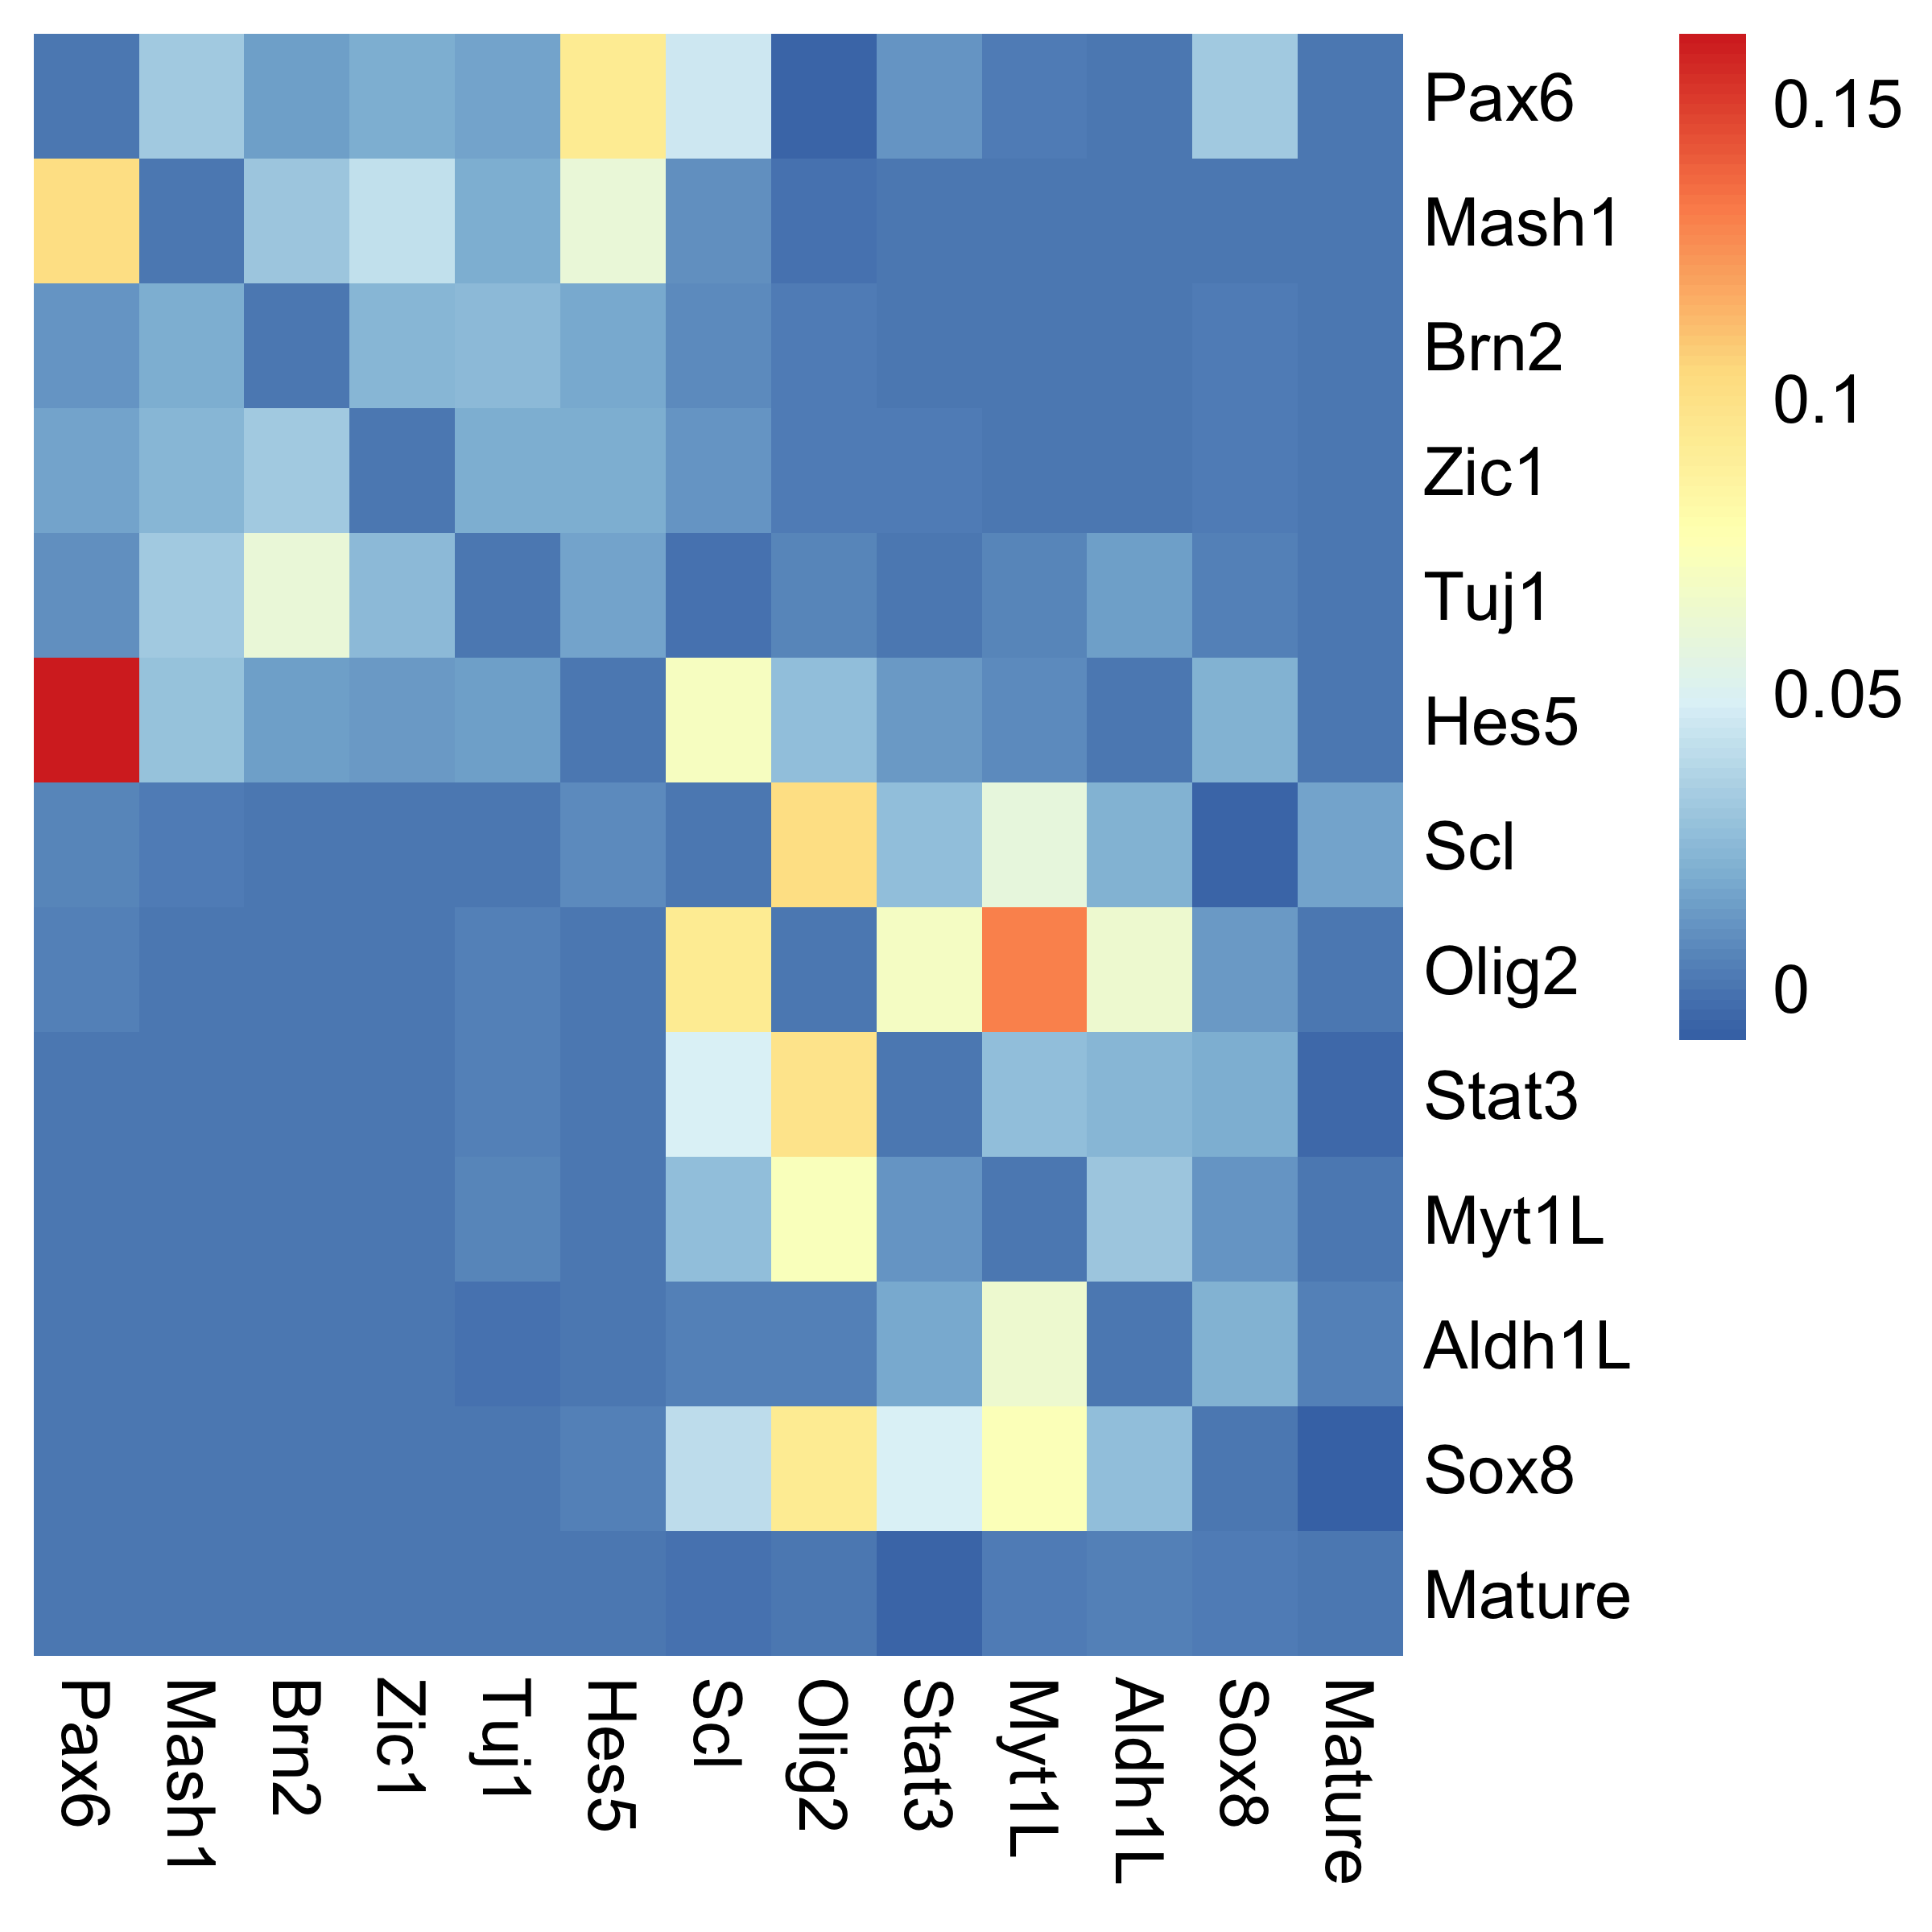 Pax6
Mash1
Brn2
Zic1
Tuj1
Hes5
Scl
Olig2
Stat3
Myt1L
Aldh1L
Sox8
Mature
0.15
0.1
0.05
0
Pax6
Mash1
Brn2
Zic1
Tuj1
Hes5
Scl
Olig2
Stat3
Myt1L
Aldh1L
Sox8
Mature